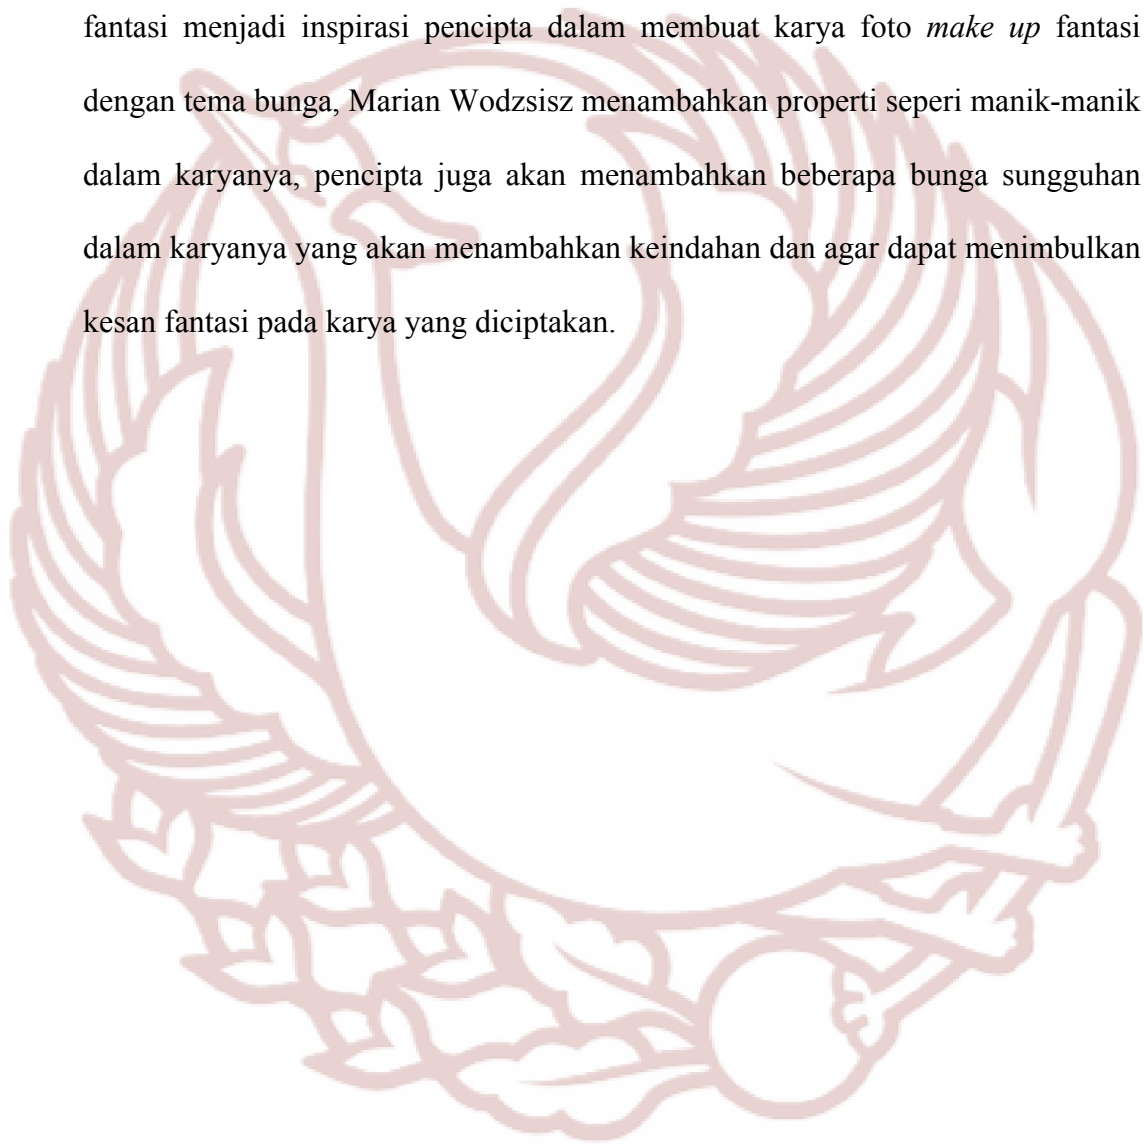 fantasi menjadi inspirasi pencipta dalam membuat karya foto make up fantasi
dengan tema bunga, Marian Wodzsisz menambahkan properti seperi manik-manik
dalam karyanya, pencipta juga akan menambahkan beberapa bunga sungguhan
dalam karyanya yang akan menambahkan keindahan dan agar dapat menimbulkan
kesan fantasi pada karya yang diciptakan.